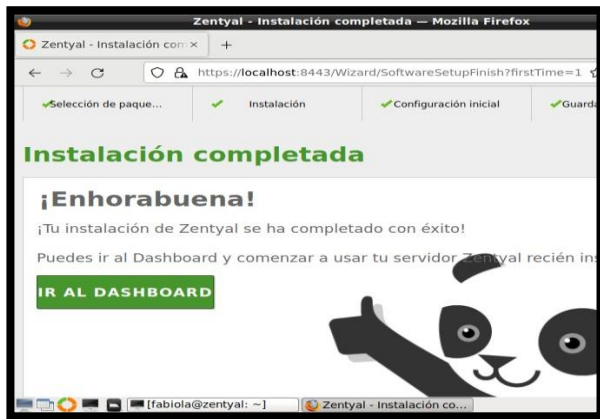 Zentyal - Instalación completada — Mozilla Firefox
Zentyal - Instalación com × +
https://localhost:8443/Wizard/SoftwareSetupFinish?firstTime=1
Selección de paque... Instalación Configuración inicial Guarda
Instalación completada
¡Enhorabuena!
¡Tu instalación de Zentyal se ha completado con éxito!
Puedes ir al Dashboard y comenzar a usar tu servidor Zentyal recién ins
IR AL DASHBOARD
[fabiola@zentyal: ~] Zentyal - Instalación co...